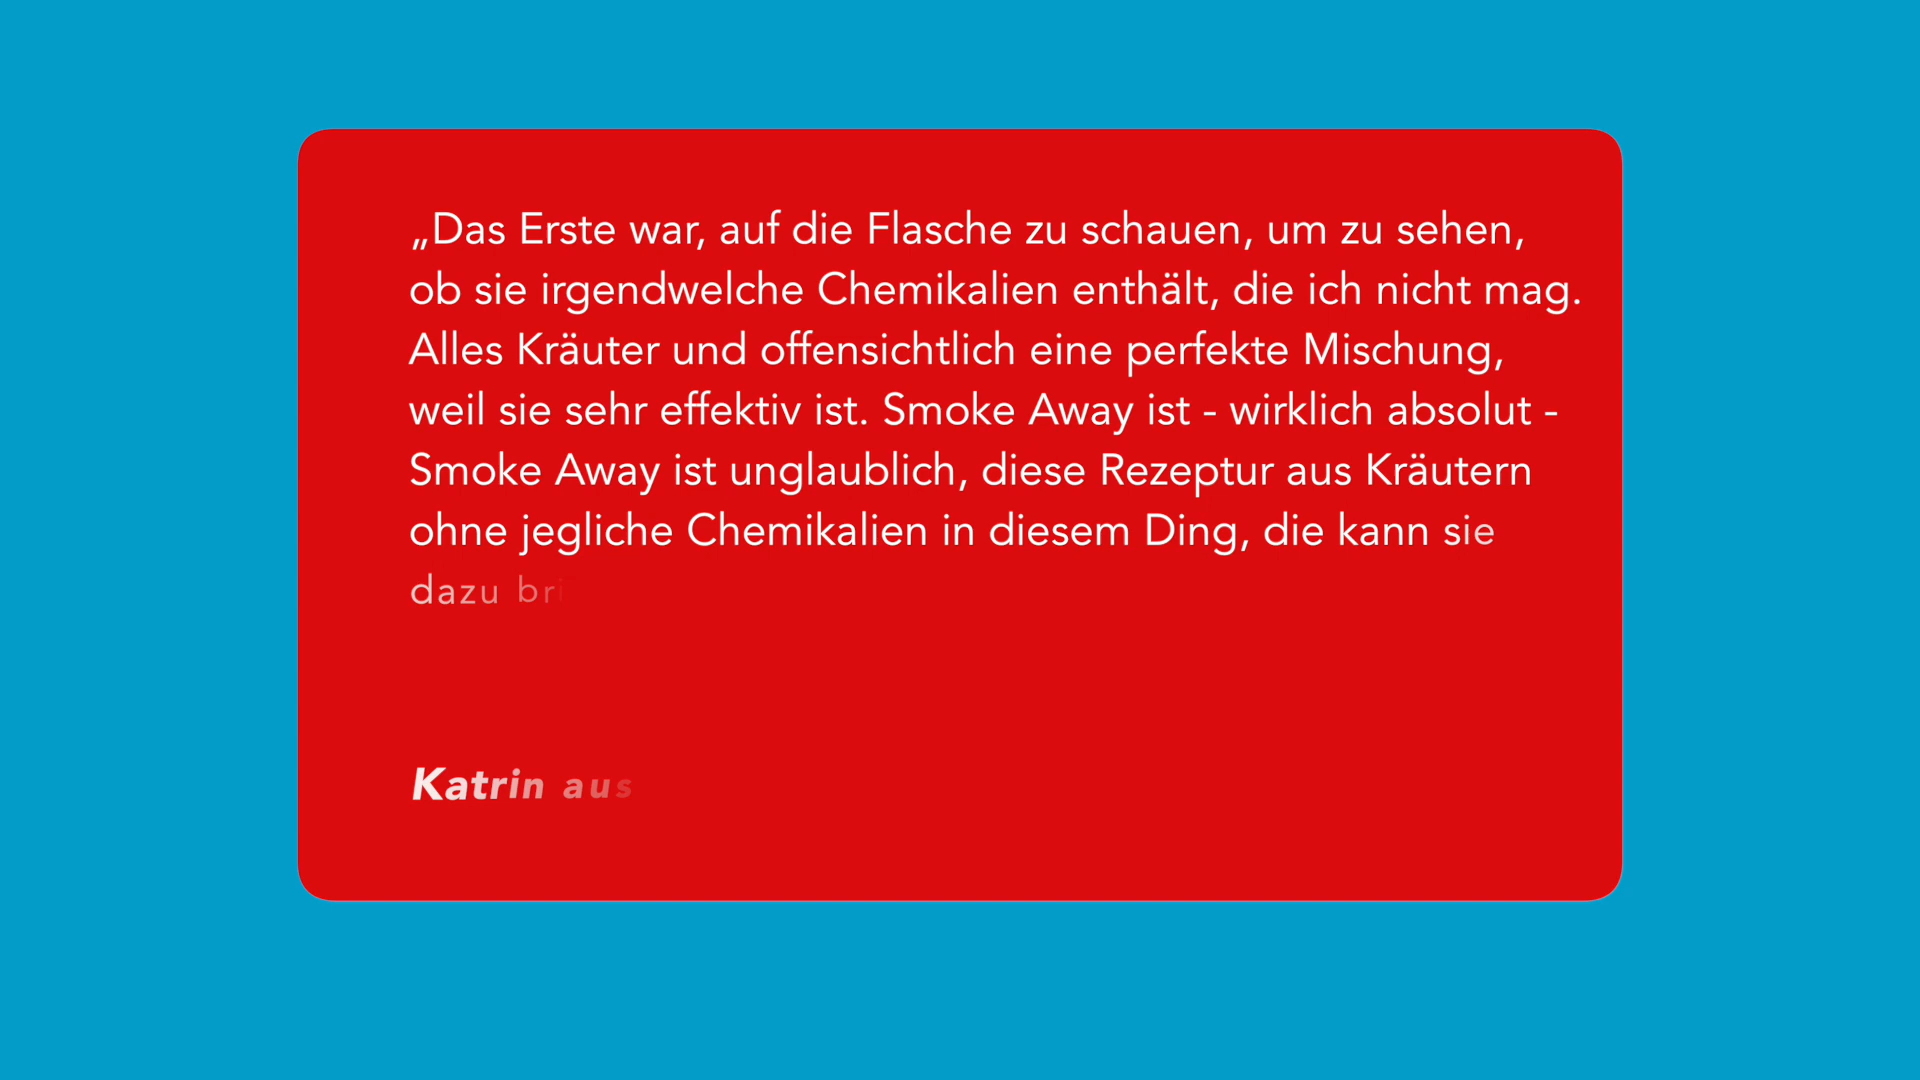 „Das Erste war, auf die Flasche zu schauen, um zu sehen,
ob sie irgendwelche Chemikalien enthält, die ich nicht mag.
Alles Kräuter und offensichtlich eine perfekte Mischung,
weil sie sehr effektiv ist. Smoke Away ist - wirklich absolut -
Smoke Away ist unglaublich, diese Rezeptur aus Kräutern
ohne jegliche Chemikalien in diesem Ding, die kann sie
dazu bri
Katrin aus